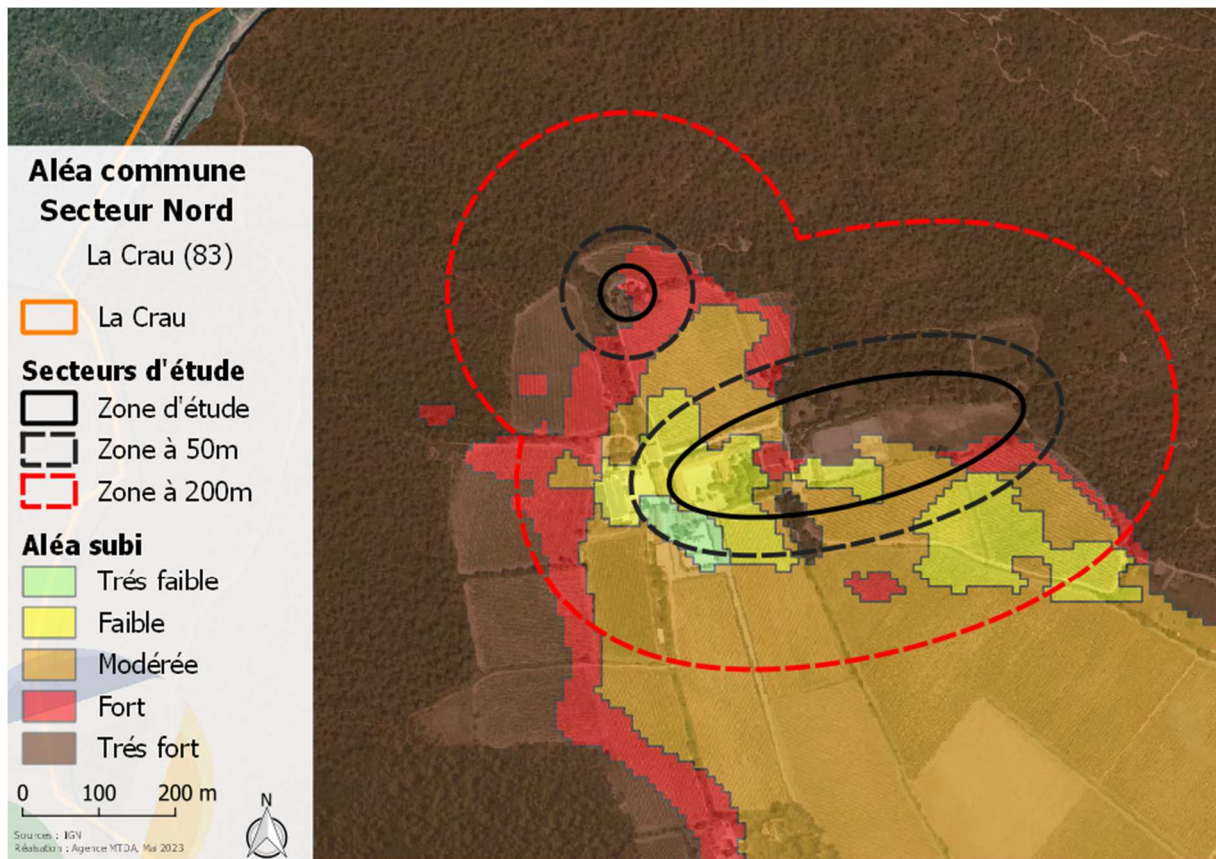 Aléa commune
Secteur Nord
La Crau (83)
La Crau
Secteurs d'étude
Zone d'étude
Zone à 50m
Zone à 200m
Aléa subi
Trés faible
Faible
Modérée
Fort
Trés fort
0 100 200 m
N
Sources : IGN
Réalisation : Agence MTDA, Mai 2023